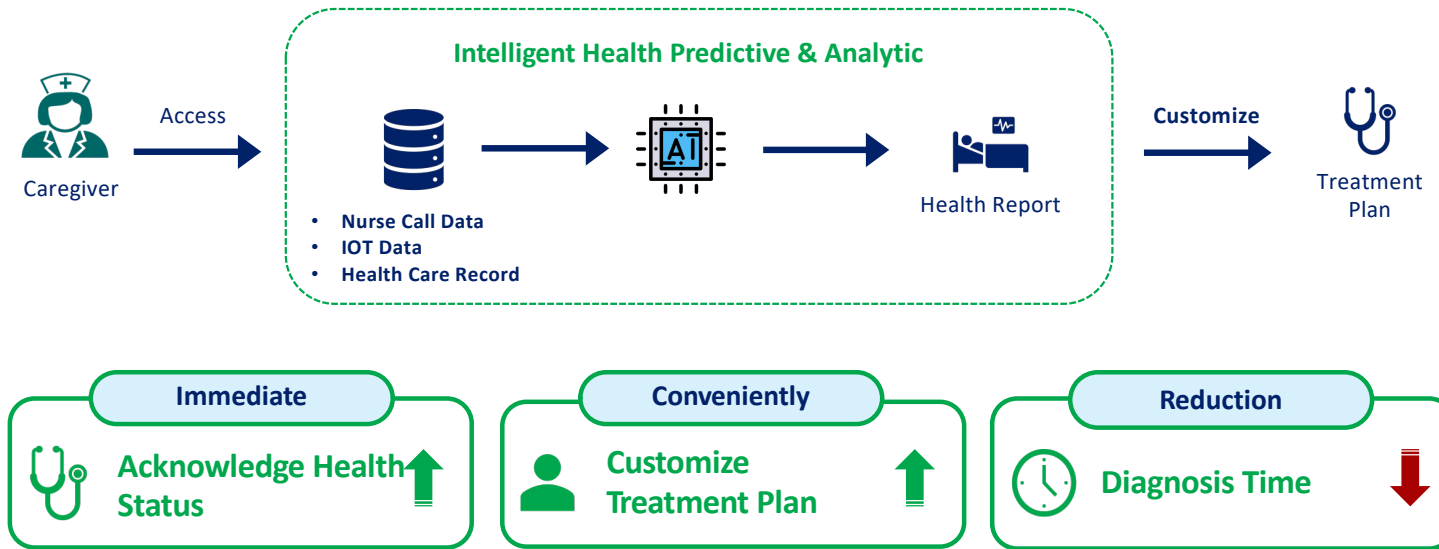 Intelligent Health Predictive & Analytic
Access
Customize
AI
Caregiver
Health Report
Treatment
Plan
• Nurse Call Data
• IOT Data
• Health Care Record
Immediate
Acknowledge Health
Status
Conveniently
Customize
Treatment Plan
Reduction
Diagnosis Time